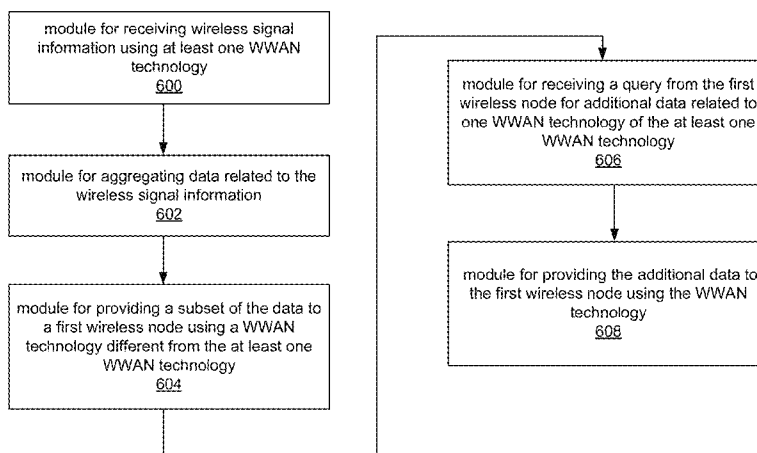 module for receiving wireless signal
information using at least one WWAN
technology
600
module for aggregating data related to the
wireless signal information
602
module for providing a subset of the data to
a first wireless node using a WWAN
technology different from the at least one
WWAN technology
604
module for receiving a query from the first
wireless node for additional data related to
one WWAN technology of the at least one
WWAN technology
606
module for providing the additional data to
the first wireless node using the WWAN
technology
608